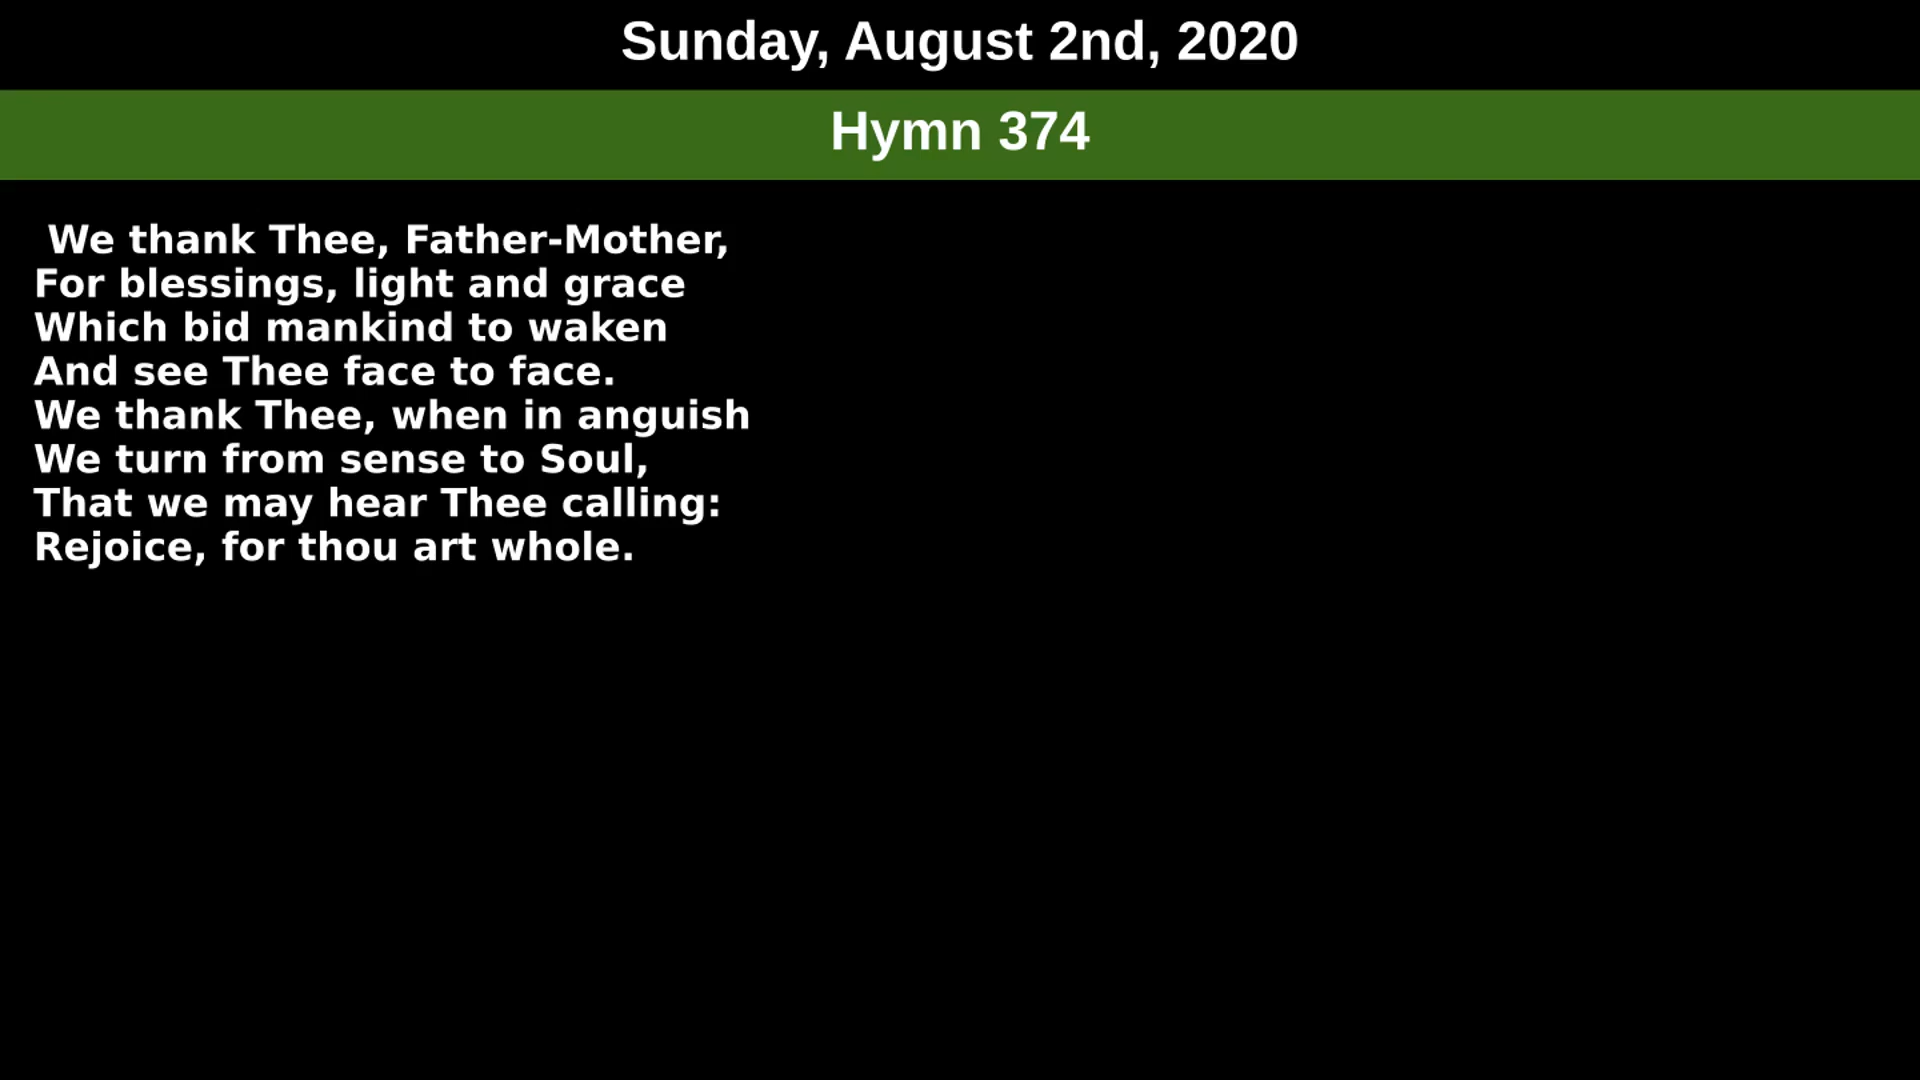 Sunday, August 2nd, 2020
Hymn 374
We thank Thee, Father-Mother,
For blessings, light and grace
Which bid mankind to waken
And see Thee face to face.
We thank Thee, when in anguish
We turn from sense to Soul,
That we may hear Thee calling:
Rejoice, for thou art whole.